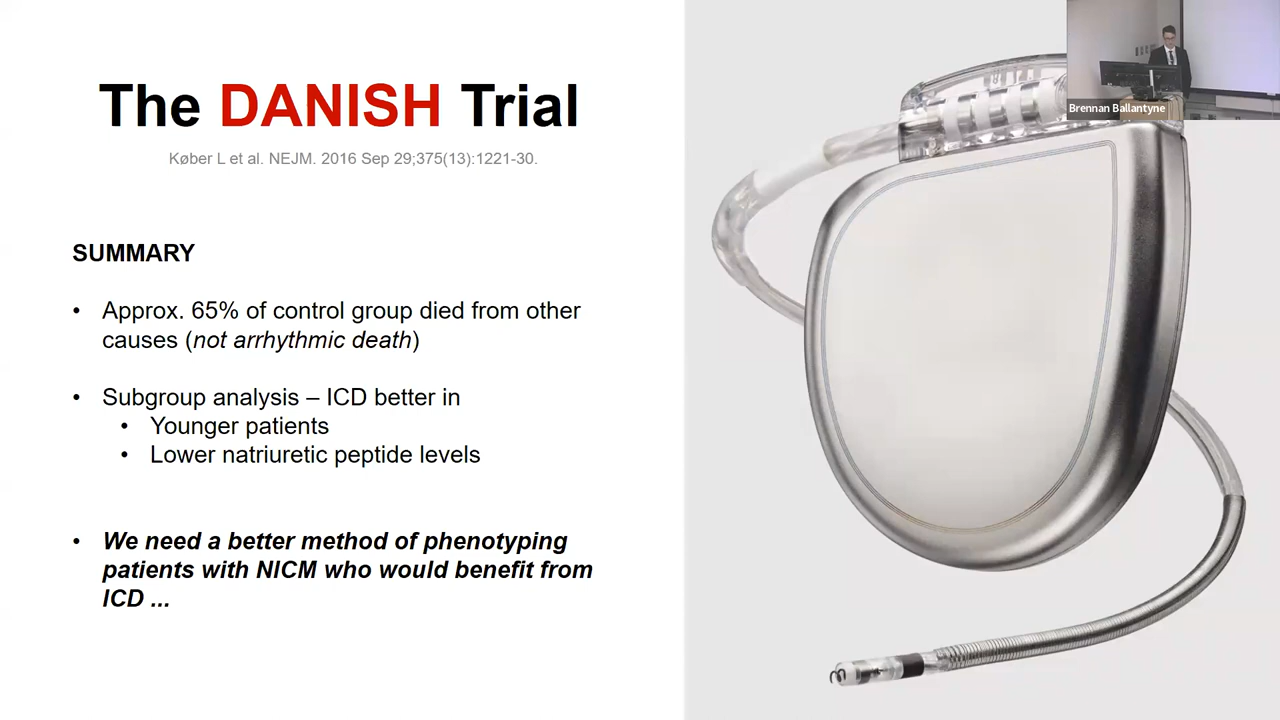 The DANISH Trial
Køber L et al. NEJM. 2016 Sep 29;375(13):1221-30.
SUMMARY
• Approx. 65% of control group died from other
causes (not arrhythmic death)
• Subgroup analysis – ICD better in
• Younger patients
• Lower natriuretic peptide levels
• We need a better method of phenotyping
patients with NICM who would benefit from
ICD ...
Brennan Ballantyne